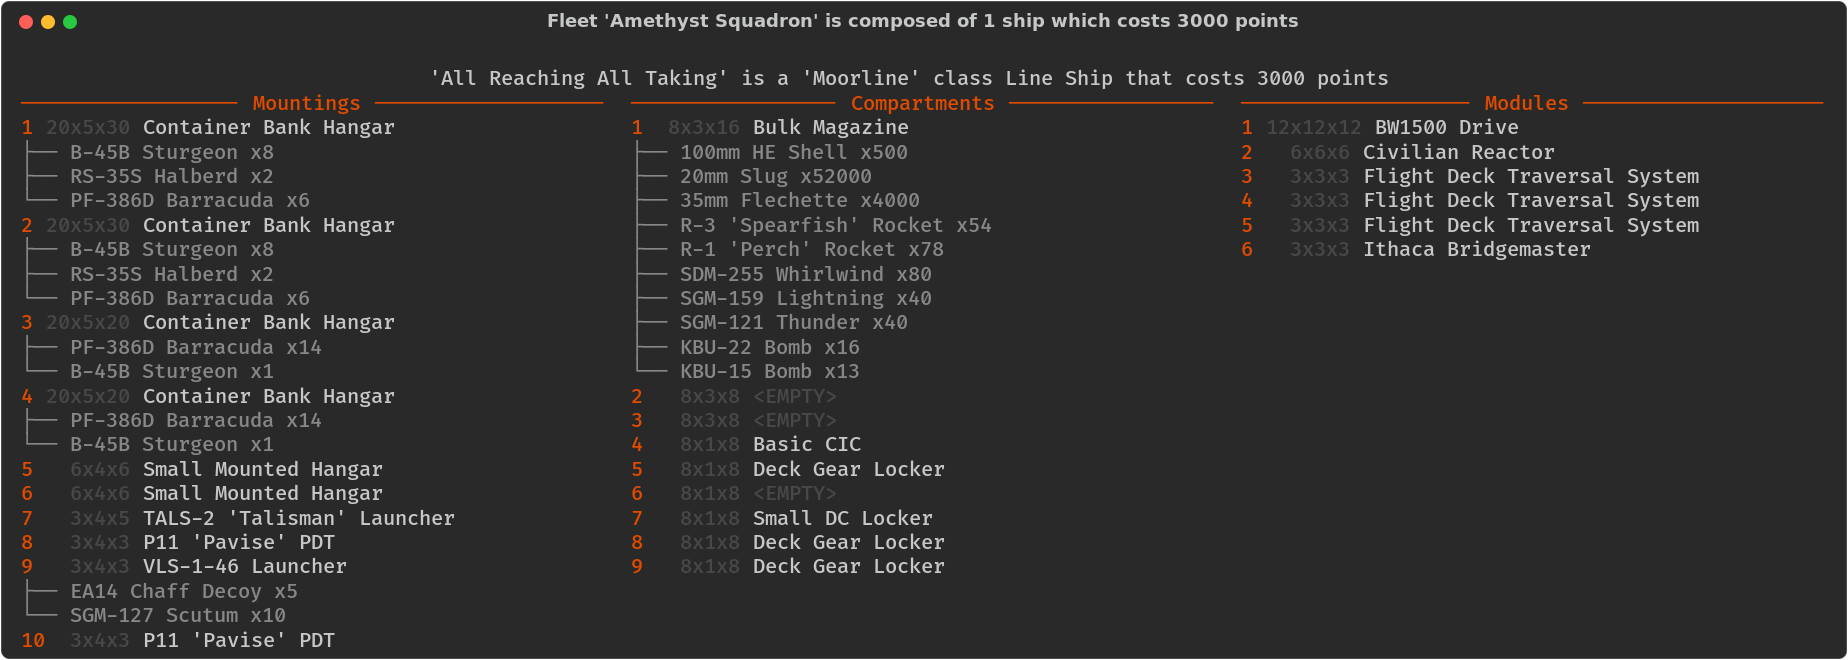 Fleet 'Amethyst Squadron' is composed of 1 ship which costs 3000 points
'All Reaching All Taking' is a 'Moorline' class Line Ship that costs 3000 points
Mountings
1 20x5x30 Container Bank Hangar
B-45B Sturgeon x8
RS-35S Halberd x2
PF-386D Barracuda x6
2 20x5x30 Container Bank Hangar
B-45B Sturgeon x8
RS-35S Halberd x2
PF-386D Barracuda x6
3 20x5x20 Container Bank Hangar
PF-386D Barracuda x14
B-45B Sturgeon x1
4 20x5x20 Container Bank Hangar
PF-386D Barracuda x14
B-45B Sturgeon x1
5 6x4x6 Small Mounted Hangar
6 6x4x6 Small Mounted Hangar
7 3x4x5 TALS-2 'Talisman' Launcher
8 3x4x3 P11 'Pavise' PDT
9 3x4x3 VLS-1-46 Launcher
EA14 Chaff Decoy x5
SGM-127 Scutum x10
10 3x4x3 P11 'Pavise' PDT
Compartments
1 8x3x16 Bulk Magazine
100mm HE Shell x500
20mm Slug x52000
35mm Flechette x4000
R-3 'Spearfish' Rocket x54
R-1 'Perch' Rocket x78
SDM-255 Whirlwind x80
SGM-159 Lightning x40
SGM-121 Thunder x40
KBU-22 Bomb x16
KBU-15 Bomb x13
2 8x3x8 <EMPTY>
3 8x3x8 <EMPTY>
4 8x1x8 Basic CIC
5 8x1x8 Deck Gear Locker
6 8x1x8 <EMPTY>
7 8x1x8 Small DC Locker
8 8x1x8 Deck Gear Locker
9 8x1x8 Deck Gear Locker
Modules
1 12x12x12 BW1500 Drive
2 6x6x6 Civilian Reactor
3 3x3x3 Flight Deck Traversal System
4 3x3x3 Flight Deck Traversal System
5 3x3x3 Flight Deck Traversal System
6 3x3x3 Ithaca Bridgemaster